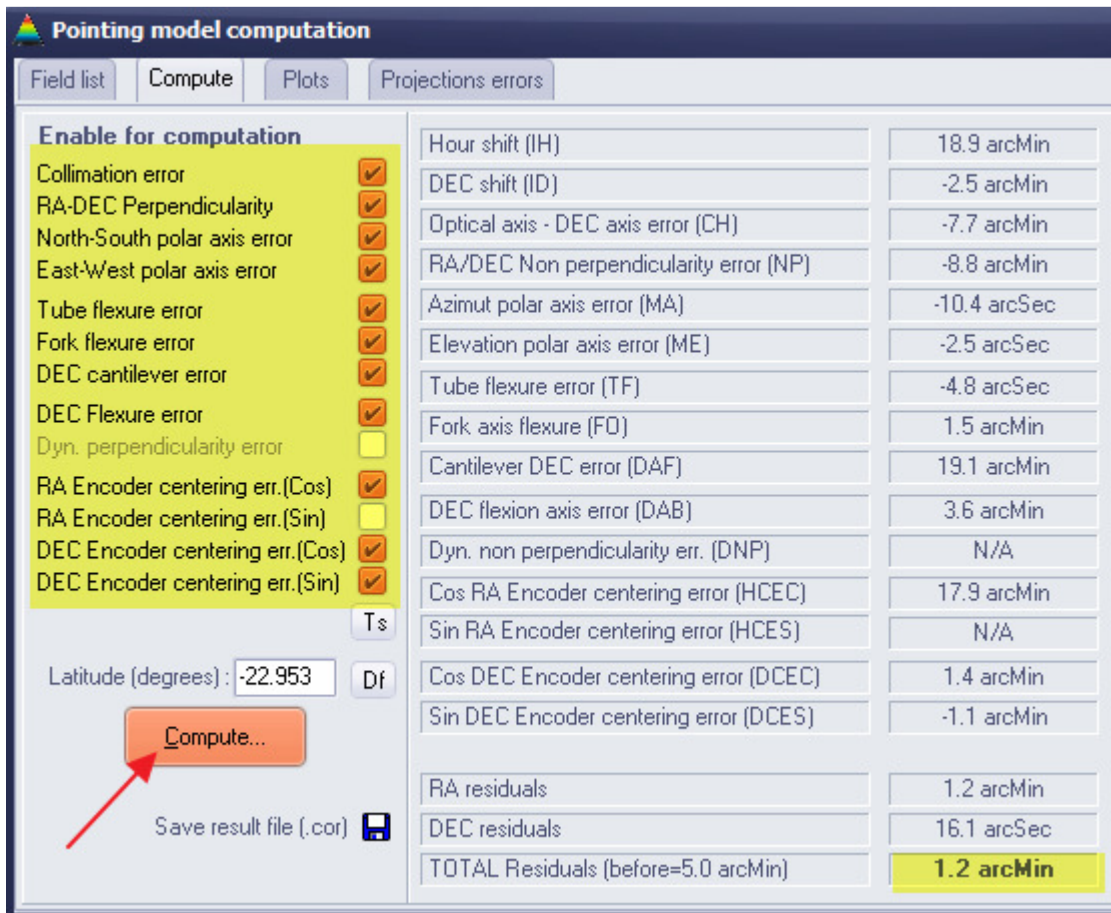 Pointing model computation
Field list
Compute
Plots
Projections errors
Enable for computation
Collimation error
RA-DEC Perpendicularity
North-South polar axis error
East-West polar axis error
Tube flexure error
Fork flexure error
DEC cantilever error
DEC Flexure error
Dyn. perpendicularity error
RA Encoder centering err.(Cos)
RA Encoder centering err.(Sin)
DEC Encoder centering err.(Cos)
DEC Encoder centering err.(Sin)
Ts
Latitude (degrees) : -22.953
Df
Compute...
Save result file (.cor)
Hour shift (IH) 18.9 arcMin
DEC shift (ID) -2.5 arcMin
Optical axis - DEC axis error (CH) -7.7 arcMin
RA/DEC Non perpendicularity error (NP) -8.8 arcMin
Azimut polar axis error (MA) -10.4 arcSec
Elevation polar axis error (ME) -2.5 arcSec
Tube flexure error (TF) -4.8 arcSec
Fork axis flexure (FO) 1.5 arcMin
Cantilever DEC error (DAF) 19.1 arcMin
DEC flexion axis error (DAB) 3.6 arcMin
Dyn. non perpendicularity err. (DNP) N/A
Cos RA Encoder centering error (HCEC) 17.9 arcMin
Sin RA Encoder centering error (HCES) N/A
Cos DEC Encoder centering error (DCEC) 1.4 arcMin
Sin DEC Encoder centering error (DCES) -1.1 arcMin
RA residuals 1.2 arcMin
DEC residuals 16.1 arcSec
TOTAL Residuals (before=5.0 arcMin) 1.2 arcMin